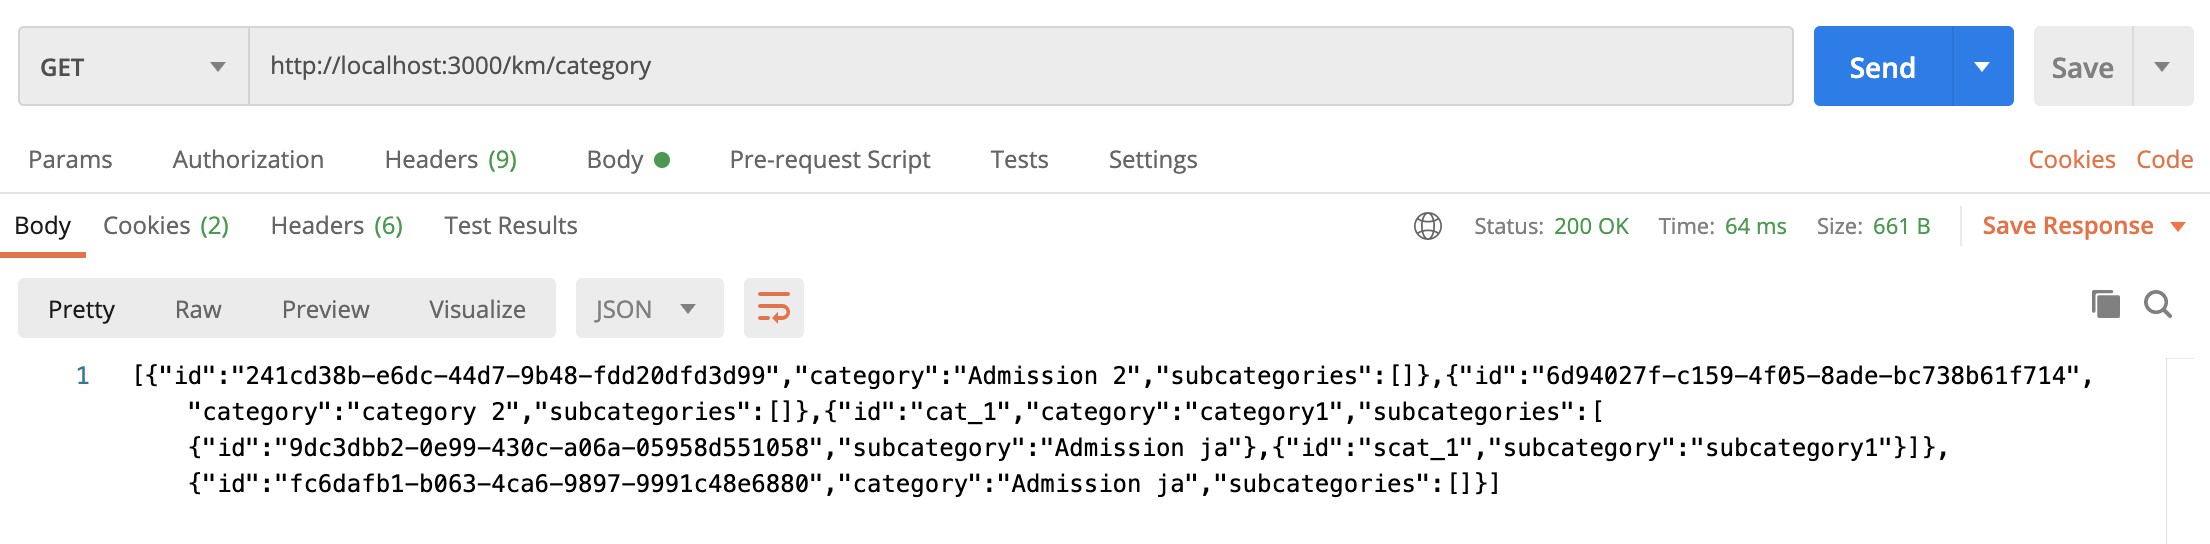 GET http://localhost:3000/km/category Send Save
Params Authorization Headers (9) Body Pre-request Script Tests Settings Cookies Code
Body Cookies (2) Headers (6) Test Results Status: 200 OK Time: 64 ms Size: 661 B Save Response
Pretty Raw Preview Visualize JSON
1 [{"id":"241cd38b-e6dc-44d7-9b48-fdd20dfd3d99","category":"Admission 2","subcategories":[]},{"id":"6d94027f-c159-4f05-8ade-bc738b61f714",
"category":"category 2","subcategories":[]},{"id":"cat_1","category":"category1","subcategories":[
{"id":"9dc3dbb2-0e99-430c-a06a-05958d551058","subcategory":"Admission ja"},{"id":"scat_1","subcategory":"subcategory1"}]},
{"id":"fc6dafb1-b063-4ca6-9897-9991c48e6880","category":"Admission ja","subcategories":[]}]